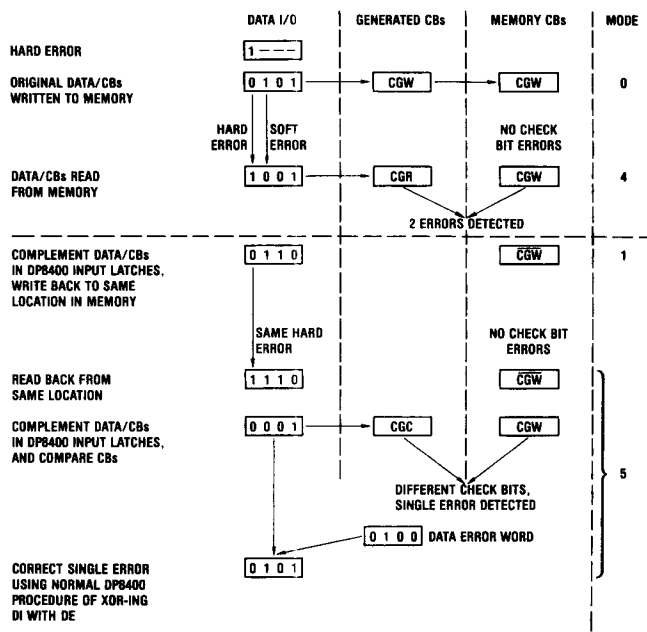 DATA I/O GENERATED CBs MEMORY CBs MODE
HARD ERROR
1 – – –
ORIGINAL DATA/CBs
WRITTEN TO MEMORY
0 1 0 1 CGW CGW 0
HARD
ERROR
SOFT
ERROR
NO CHECK
BIT ERRORS
DATA/CBs READ
FROM MEMORY
1 0 0 1 CGR CGW 4
2 ERRORS DETECTED
COMPLEMENT DATA/CBs
IN DP8400 INPUT LATCHES,
WRITE BACK TO SAME
LOCATION IN MEMORY
0 1 1 0 C̅G̅W̅ 1
SAME HARD
ERROR
NO CHECK BIT
ERRORS
READ BACK FROM
SAME LOCATION
1 1 1 0 C̅G̅W̅
COMPLEMENT DATA/CBs
IN DP8400 INPUT LATCHES,
AND COMPARE CBs
0 0 0 1 CGC CGW
5
DIFFERENT CHECK BITS,
SINGLE ERROR DETECTED
0 1 0 0 DATA ERROR WORD
CORRECT SINGLE ERROR
USING NORMAL DP8400
PROCEDURE OF XOR-ING
DI WITH DE
0 1 0 1